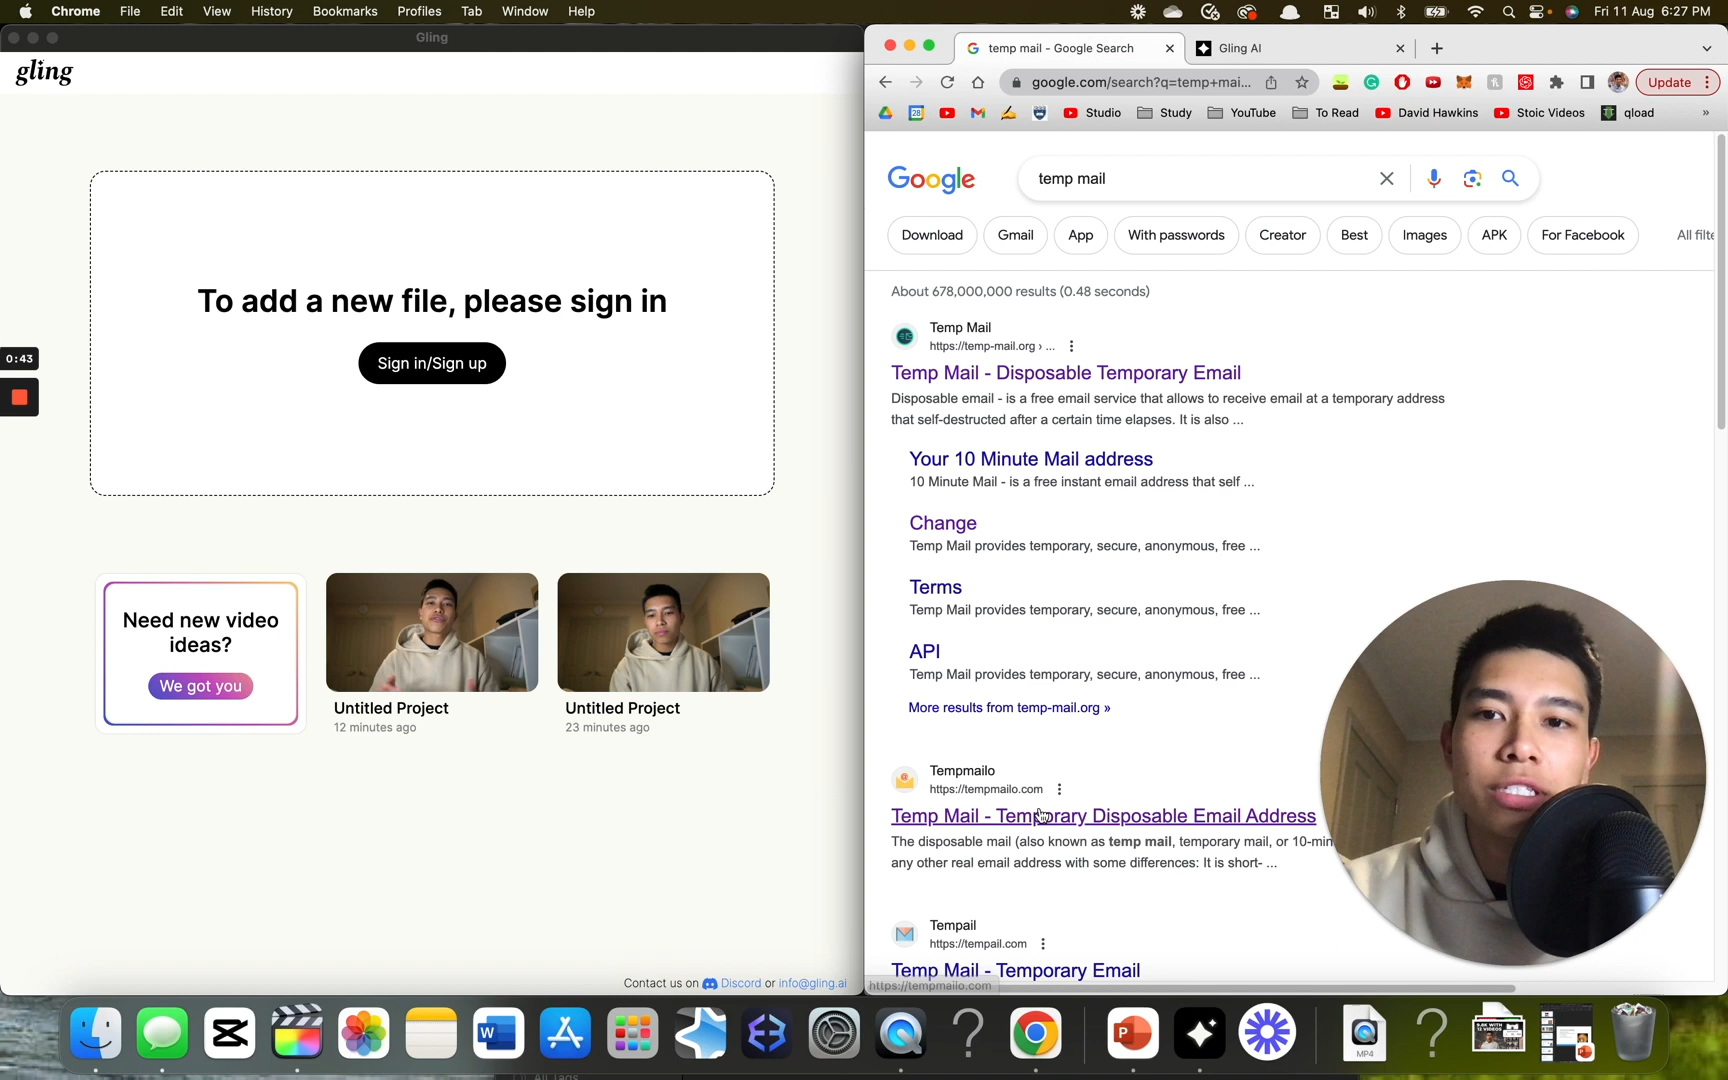 Chrome File Edit View History Bookmarks Profiles Tab Window Help
Fri 11 Aug 6:27 PM
Gling
gling
To add a new file, please sign in
Sign in/Sign up
0:43
Need new video
ideas?
We got you
Untitled Project
12 minutes ago
Untitled Project
23 minutes ago
Contact us on Discord or info@gling.ai
temp mail - Google Search
Gling AI
google.com/search?q=temp+mai...
Update
28
Studio Study YouTube To Read David Hawkins Stoic Videos qload »
Google
temp mail
Download Gmail App With passwords Creator Best Images APK For Facebook All filte
About 678,000,000 results (0.48 seconds)
Temp Mail
https://temp-mail.org › ...
Temp Mail - Disposable Temporary Email
Disposable email - is a free email service that allows to receive email at a temporary address
that self-destructed after a certain time elapses. It is also ...
Your 10 Minute Mail address
10 Minute Mail - is a free instant email address that self ...
Change
Temp Mail provides temporary, secure, anonymous, free ...
Terms
Temp Mail provides temporary, secure, anonymous, free ...
API
Temp Mail provides temporary, secure, anonymous, free ...
More results from temp-mail.org »
Tempmailo
https://tempmailo.com
Temp Mail - Temporary Disposable Email Address
The disposable mail (also known as temp mail, temporary mail, or 10-min
any other real email address with some differences: It is short- ...
Tempail
https://tempail.com
Temp Mail - Temporary Email
https://tempmailo.com
W
P
MP4
9.8K WITH
12 VIDEOS
All Tags